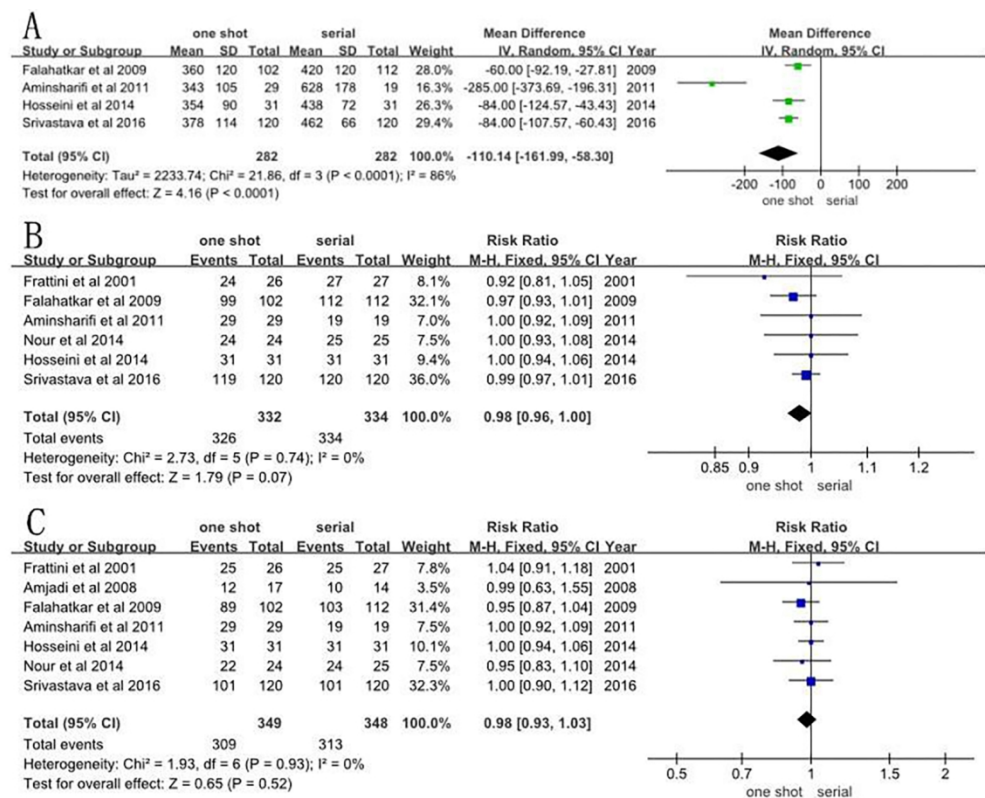 A
one shot serial Mean Difference Mean Difference
Study or Subgroup Mean SD Total Mean SD Total Weight IV, Random, 95% CI Year IV, Random, 95% CI
Falahatkar et al 2009 360 120 102 420 120 112 28.0% -60.00 [-92.19, -27.81] 2009
Aminsharifi et al 2011 343 105 29 628 178 19 16.3% -285.00 [-373.69, -196.31] 2011
Hosseini et al 2014 354 90 31 438 72 31 26.3% -84.00 [-124.57, -43.43] 2014
Srivastava et al 2016 378 114 120 462 66 120 29.4% -84.00 [-107.57, -60.43] 2016
Total (95% CI) 282 282 100.0% -110.14 [-161.99, -58.30]
Heterogeneity: Tau² = 2233.74; Chi² = 21.86, df = 3 (P < 0.0001); I² = 86%
Test for overall effect: Z = 4.16 (P < 0.0001)
-200 -100 0 100 200
one shot serial
B
one shot serial Risk Ratio Risk Ratio
Study or Subgroup Events Total Events Total Weight M-H, Fixed, 95% CI Year M-H, Fixed, 95% CI
Frattini et al 2001 24 26 27 27 8.1% 0.92 [0.81, 1.05] 2001
Falahatkar et al 2009 99 102 112 112 32.1% 0.97 [0.93, 1.01] 2009
Aminsharifi et al 2011 29 29 19 19 7.0% 1.00 [0.92, 1.09] 2011
Nour et al 2014 24 24 25 25 7.4% 1.00 [0.93, 1.08] 2014
Hosseini et al 2014 31 31 31 31 9.4% 1.00 [0.94, 1.06] 2014
Srivastava et al 2016 119 120 120 120 36.0% 0.99 [0.97, 1.01] 2016
Total (95% CI) 332 334 100.0% 0.98 [0.96, 1.00]
Total events 326 334
Heterogeneity: Chi² = 2.73, df = 5 (P = 0.74); I² = 0%
Test for overall effect: Z = 1.79 (P = 0.07)
0.85 0.9 1 1.1 1.2
one shot serial
C
one shot serial Risk Ratio Risk Ratio
Study or Subgroup Events Total Events Total Weight M-H, Fixed, 95% CI Year M-H, Fixed, 95% CI
Frattini et al 2001 25 26 25 27 7.8% 1.04 [0.91, 1.18] 2001
Amjadi et al 2008 12 17 10 14 3.5% 0.99 [0.63, 1.55] 2008
Falahatkar et al 2009 89 102 103 112 31.4% 0.95 [0.87, 1.04] 2009
Aminsharifi et al 2011 29 29 19 19 7.5% 1.00 [0.92, 1.09] 2011
Hosseini et al 2014 31 31 31 31 10.1% 1.00 [0.94, 1.06] 2014
Nour et al 2014 22 24 24 25 7.5% 0.95 [0.83, 1.10] 2014
Srivastava et al 2016 101 120 101 120 32.3% 1.00 [0.90, 1.12] 2016
Total (95% CI) 349 348 100.0% 0.98 [0.93, 1.03]
Total events 309 313
Heterogeneity: Chi² = 1.93, df = 6 (P = 0.93); I² = 0%
Test for overall effect: Z = 0.65 (P = 0.52)
0.5 0.7 1 1.5 2
one shot serial